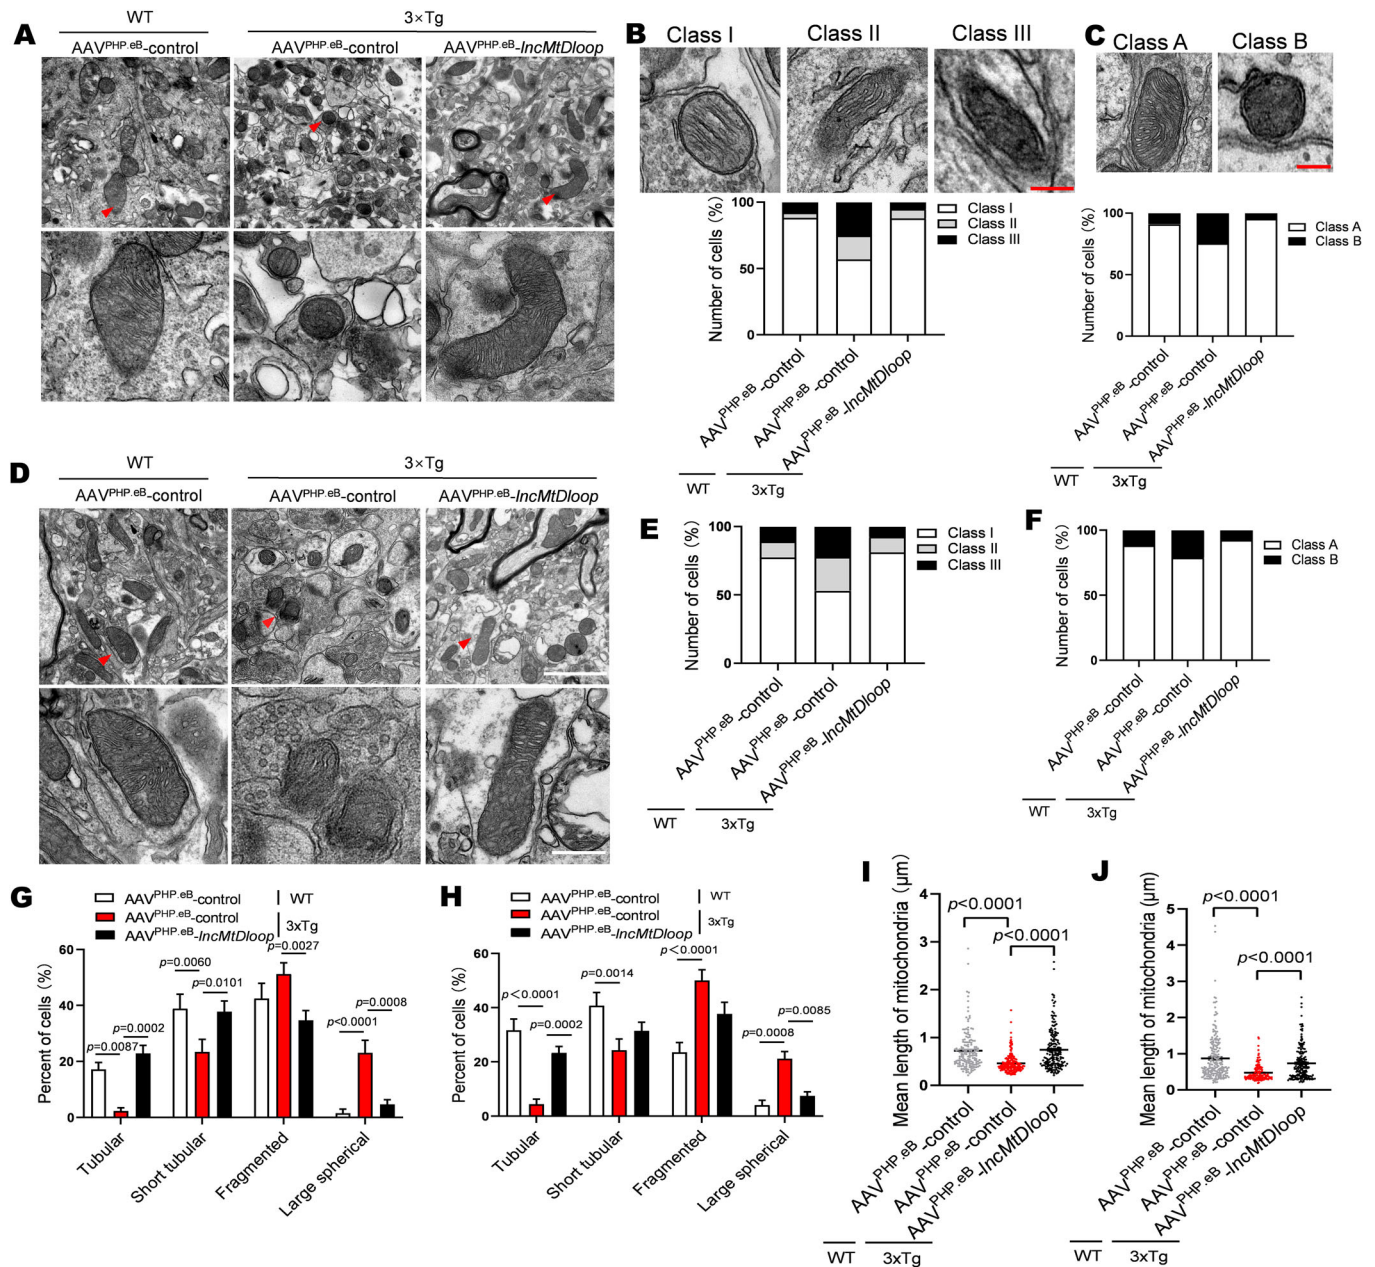 A
WT
3×Tg
AAVPHP.eB-control
AAVPHP.eB-control
AAVPHP.eB-lncMtDloop
B
Class I
Class II
Class III
Number of cells (%)
100
50
0
Class I
Class II
Class III
AAVPHP.eB-control
AAVPHP.eB-control
AAVPHP.eB-lncMtDloop
WT
3xTg
C
Class A
Class B
Number of cells (%)
100
50
0
Class A
Class B
AAVPHP.eB-control
AAVPHP.eB-control
AAVPHP.eB-lncMtDloop
WT
3xTg
D
WT
3×Tg
AAVPHP.eB-control
AAVPHP.eB-control
AAVPHP.eB-lncMtDloop
E
Number of cells (%)
100
50
0
Class I
Class II
Class III
AAVPHP.eB-control
AAVPHP.eB-control
AAVPHP.eB-lncMtDloop
WT
3xTg
F
Number of cells (%)
100
50
0
Class A
Class B
AAVPHP.eB-control
AAVPHP.eB-control
AAVPHP.eB-lncMtDloop
WT
3xTg
G
AAVPHP.eB-control
AAVPHP.eB-control
AAVPHP.eB-lncMtDloop
WT
3xTg
Percent of cells (%)
60
40
20
0
p=0.0087
p=0.0002
p=0.0060
p=0.0101
p=0.0027
p<0.0001
p=0.0008
Tubular
Short tubular
Fragmented
Large spherical
H
AAVPHP.eB-control
AAVPHP.eB-control
AAVPHP.eB-lncMtDloop
WT
3xTg
Percent of cells (%)
60
40
20
0
p<0.0001
p=0.0002
p=0.0014
p<0.0001
p=0.0008
p=0.0085
Tubular
Short tubular
Fragmented
Large spherical
I
Mean length of mitochondria (μm)
4
3
2
1
0
p<0.0001
p<0.0001
AAVPHP.eB-control
AAVPHP.eB-control
AAVPHP.eB-lncMtDloop
WT
3xTg
J
Mean length of mitochondria (μm)
5
4
3
2
1
0
p<0.0001
p<0.0001
AAVPHP.eB-control
AAVPHP.eB-control
AAVPHP.eB-lncMtDloop
WT
3xTg